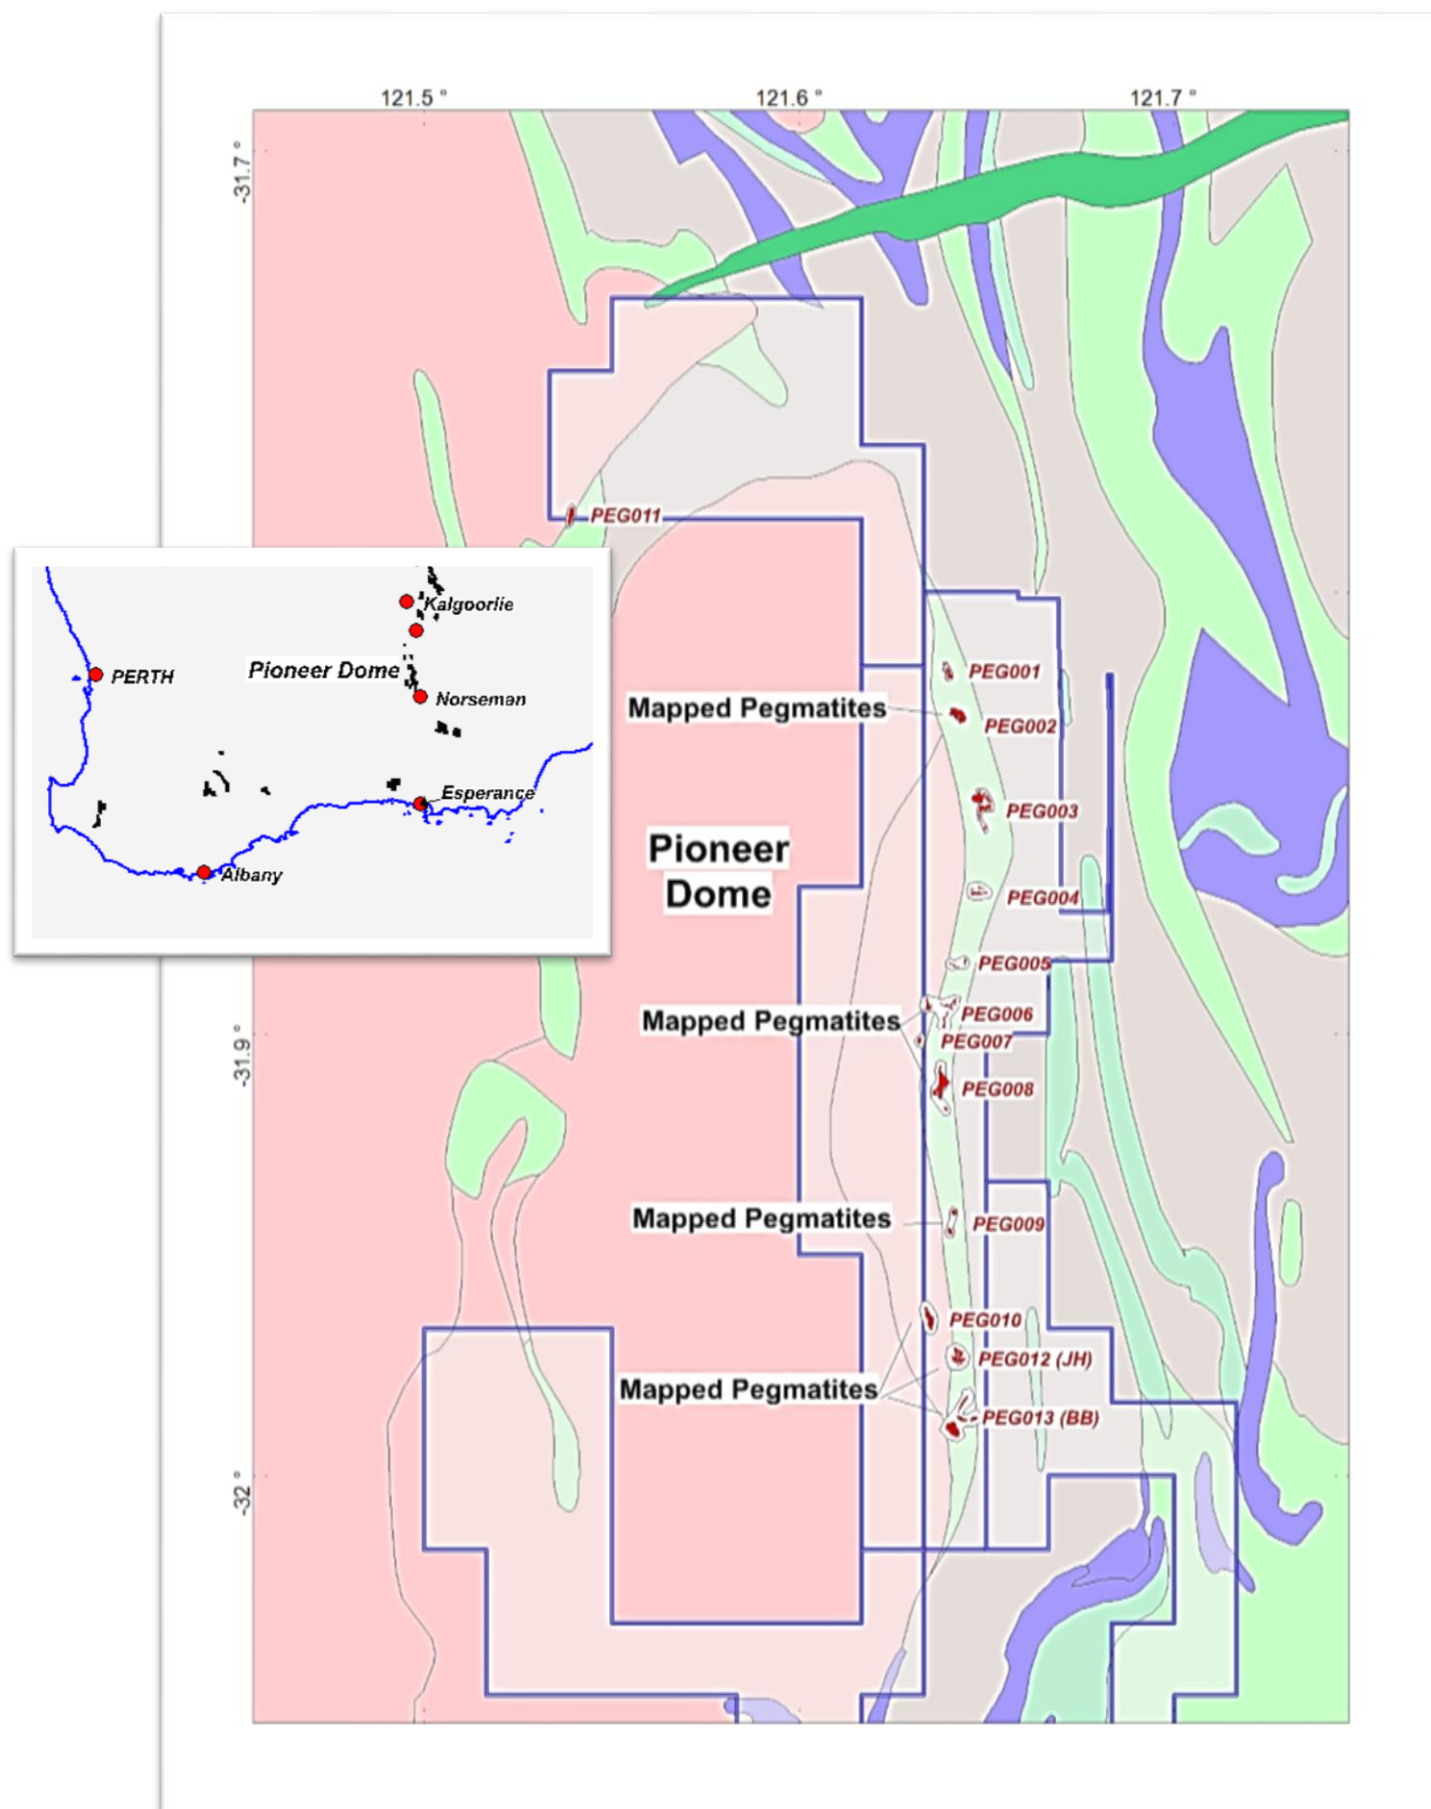 121.5 °
121.6 °
121.7 °
-31.7 °
PEG011
Kalgoorlie
PERTH
Pioneer Dome
Norseman
Esperance
Albany
PEG001
Mapped Pegmatites
PEG002
PEG003
Pioneer
Dome
PEG004
PEG005
Mapped Pegmatites
PEG006
-31.9 °
PEG007
PEG008
Mapped Pegmatites
PEG009
PEG010
PEG012 (JH)
Mapped Pegmatites
PEG013 (BB)
-32 °